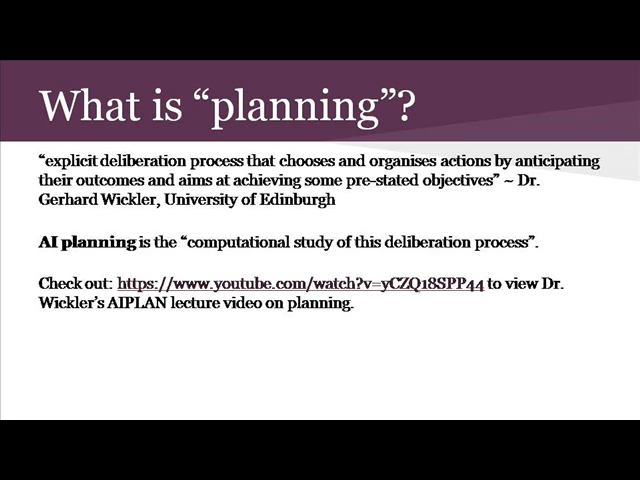 What is “planning”?
“explicit deliberation process that chooses and organises actions by anticipating
their outcomes and aims at achieving some pre-stated objectives” ~ Dr.
Gerhard Wickler, University of Edinburgh
AI planning is the “computational study of this deliberation process”.
Check out: https://www.youtube.com/watch?v=yCZQ18SPP44 to view Dr.
Wickler’s AIPLAN lecture video on planning.